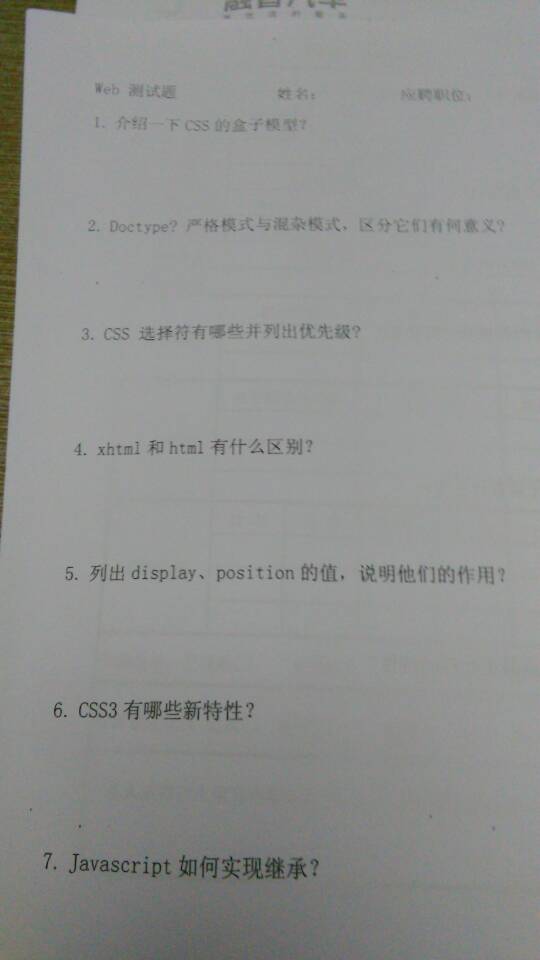 Web 测试题 姓名: 应聘职位:
1. 介绍一下 CSS 的盒子模型?
2. Doctype? 严格模式与混杂模式, 区分它们有何意义?
3. CSS 选择符有哪些并列出优先级?
4. xhtml 和 html 有什么区别?
5. 列出 display、position 的值, 说明他们的作用?
6. CSS3 有哪些新特性?
7. Javascript 如何实现继承?